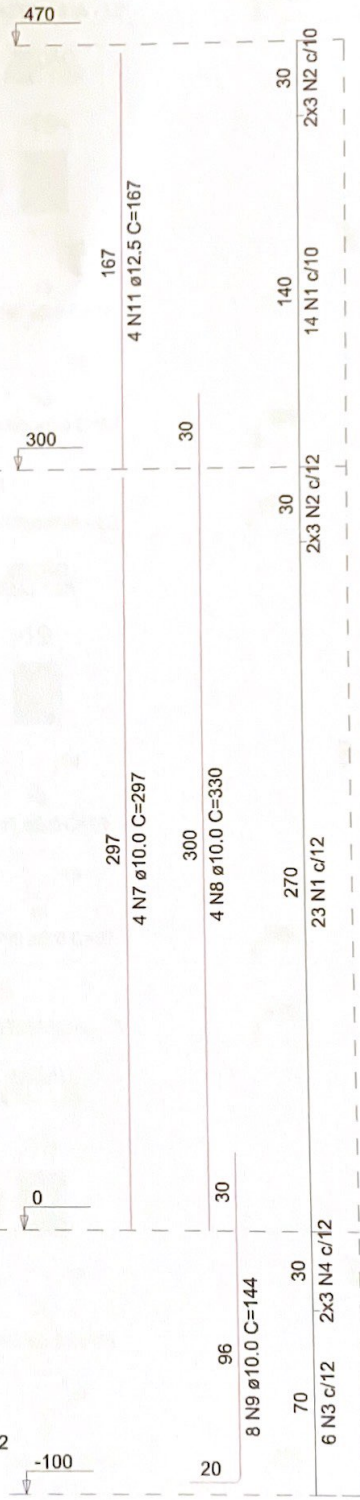 470
30
2x3 N2 c/10
167
4 N11 ø12.5 C=167
140
14 N1 c/10
300
30
30
2x3 N2 c/12
297
4 N7 ø10.0 C=297
300
4 N8 ø10.0 C=330
270
23 N1 c/12
0
30
30
2x3 N4 c/12
96
8 N9 ø10.0 C=144
70
6 N3 c/12
2
-100
20